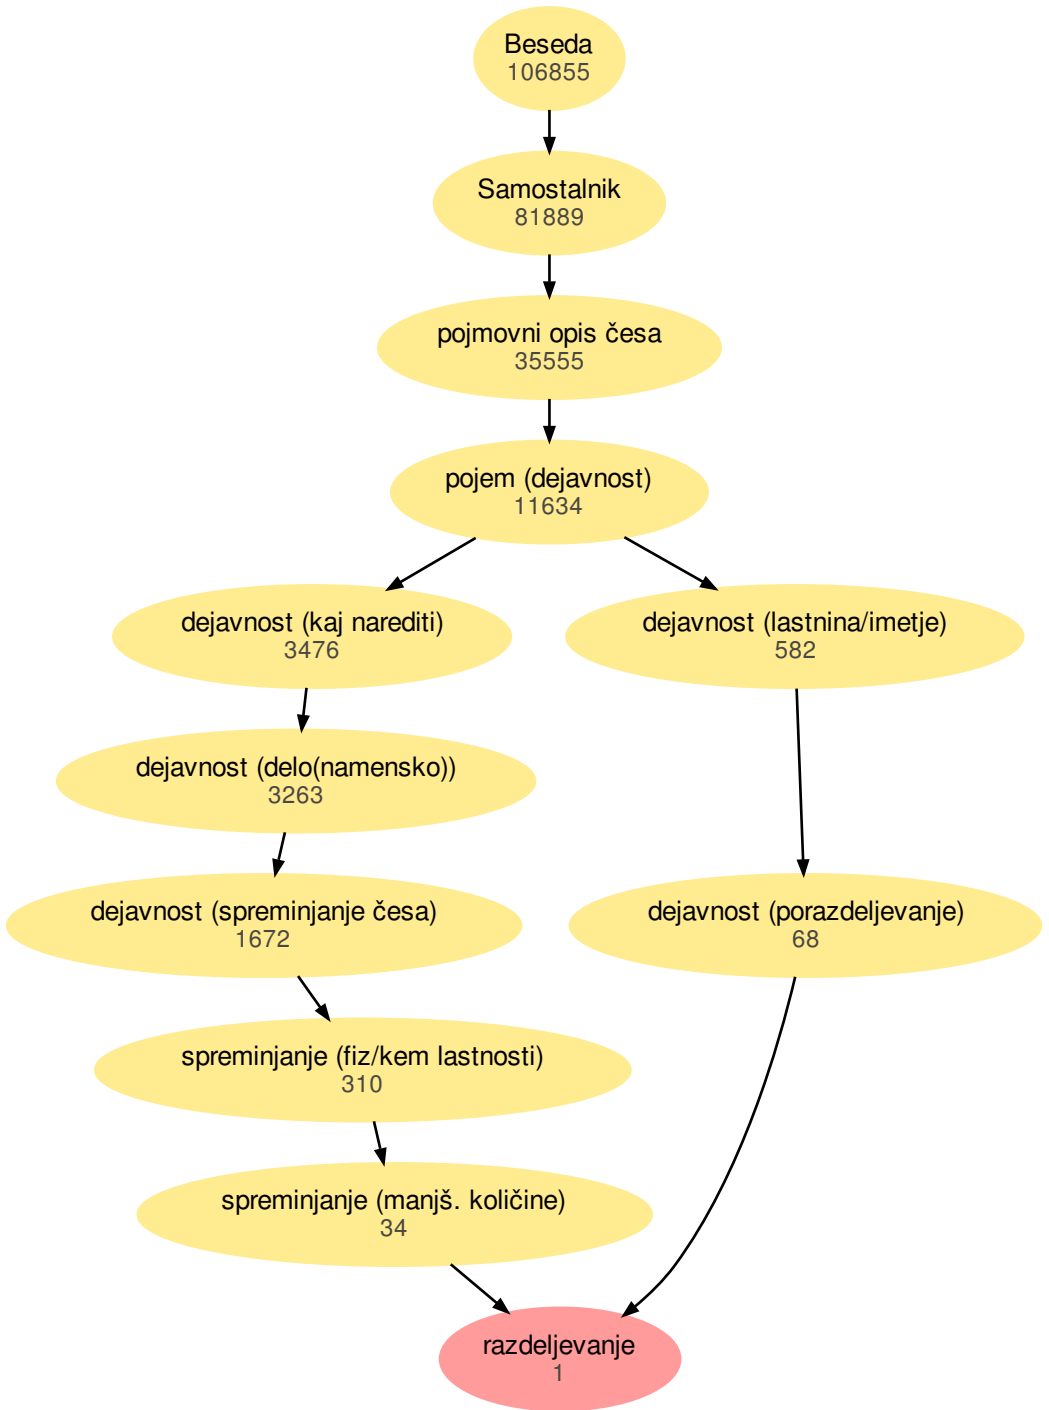 Beseda
106855
Samostalnik
81889
pojmovni opis česa
35555
pojem (dejavnost)
11634
dejavnost (kaj narediti)
3476
dejavnost (lastnina/imetje)
582
dejavnost (delo(namensko))
3263
dejavnost (spreminjanje česa)
1672
dejavnost (porazdeljevanje)
68
spreminjanje (fiz/kem lastnosti)
310
spreminjanje (manjš. količine)
34
razdeljevanje
1